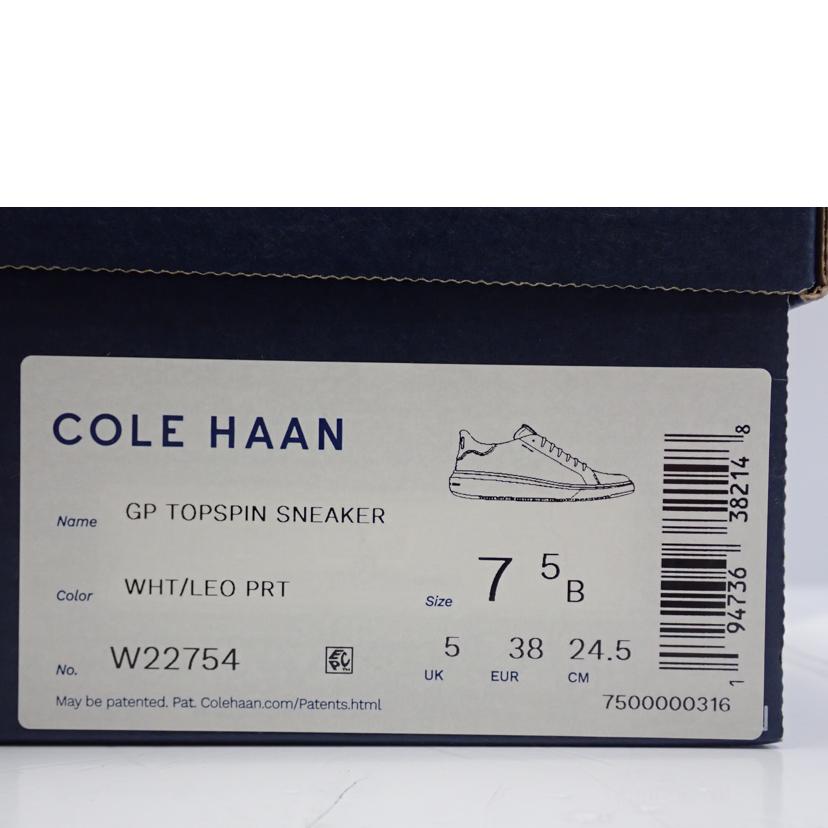 COLE HAAN
Name GP TOPSPIN SNEAKER
Color WHT/LEO PRT
Size 7 5 B
No. W22754
5 38 24.5
UK EUR CM
May be patented. Pat. Colehaan.com/Patents.html
7500000316
1 94736 38214 8